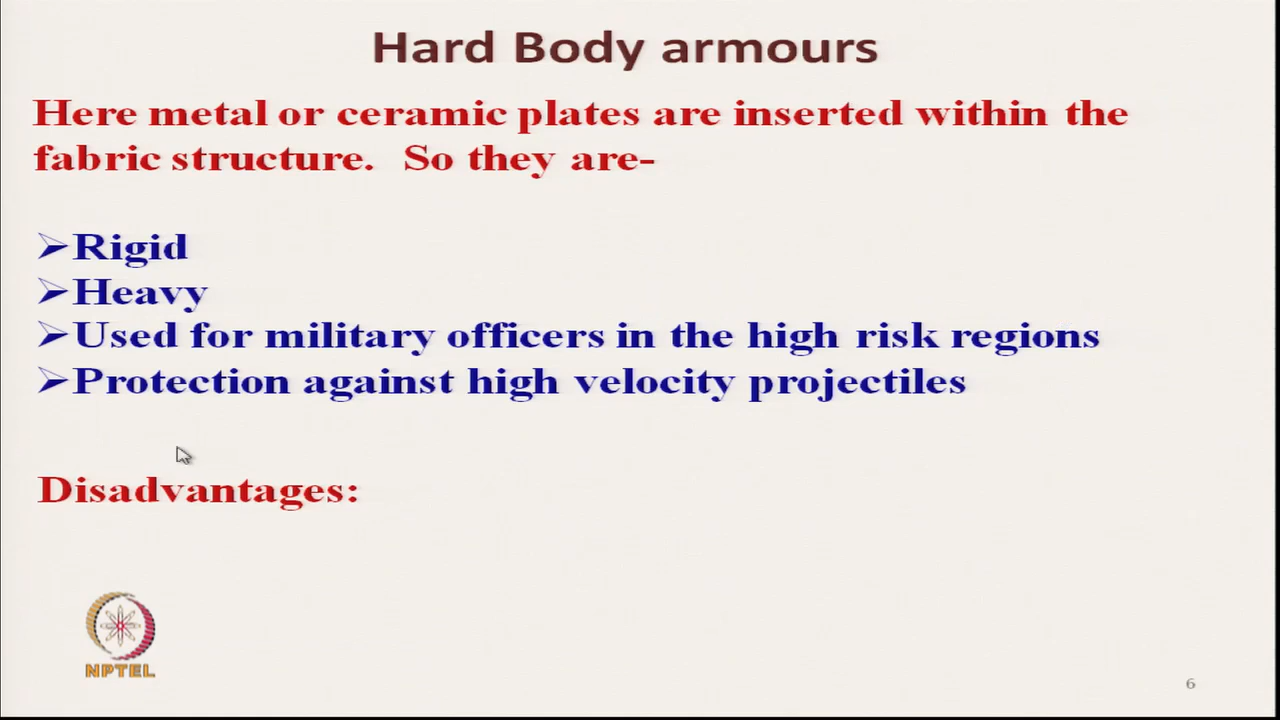 Hard Body armours
Here metal or ceramic plates are inserted within the
fabric structure. So they are-
➢Rigid
➢Heavy
➢Used for military officers in the high risk regions
➢Protection against high velocity projectiles
Disadvantages:
NPTEL
6